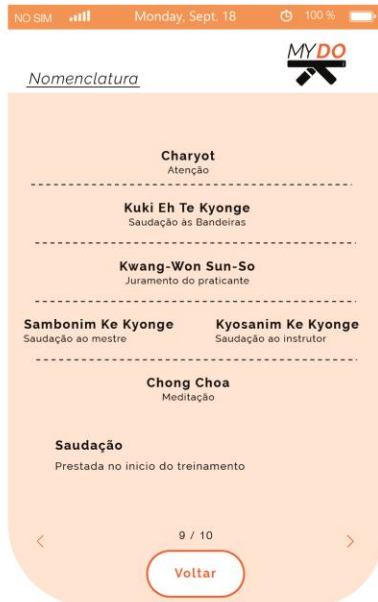 NO SIM Monday, Sept. 18 100 %
MYDO
Nomenclatura
Charyot
Atenção
Kuki Eh Te Kyonge
Saudação às Bandeiras
Kwang-Won Sun-So
Juramento do praticante
Sambonim Ke Kyonge Kyosanim Ke Kyonge
Saudação ao mestre Saudação ao instrutor
Chong Choa
Meditação
Saudação
Prestada no inicio do treinamento
9 / 10
Voltar